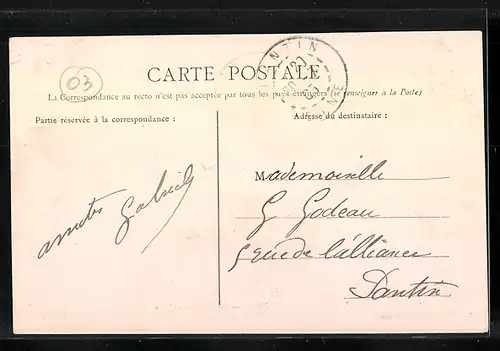 PANTIN
03
CARTE POSTALE
La Correspondance au recto n'est pas acceptée par tous les pays étrangers (se renseigner à la Poste)
Partie réservée à la correspondance :
Adresse du destinataire :
Mademoiselle
G Godeau
rue de l'alliance
Pantin
amitiés Gabriel